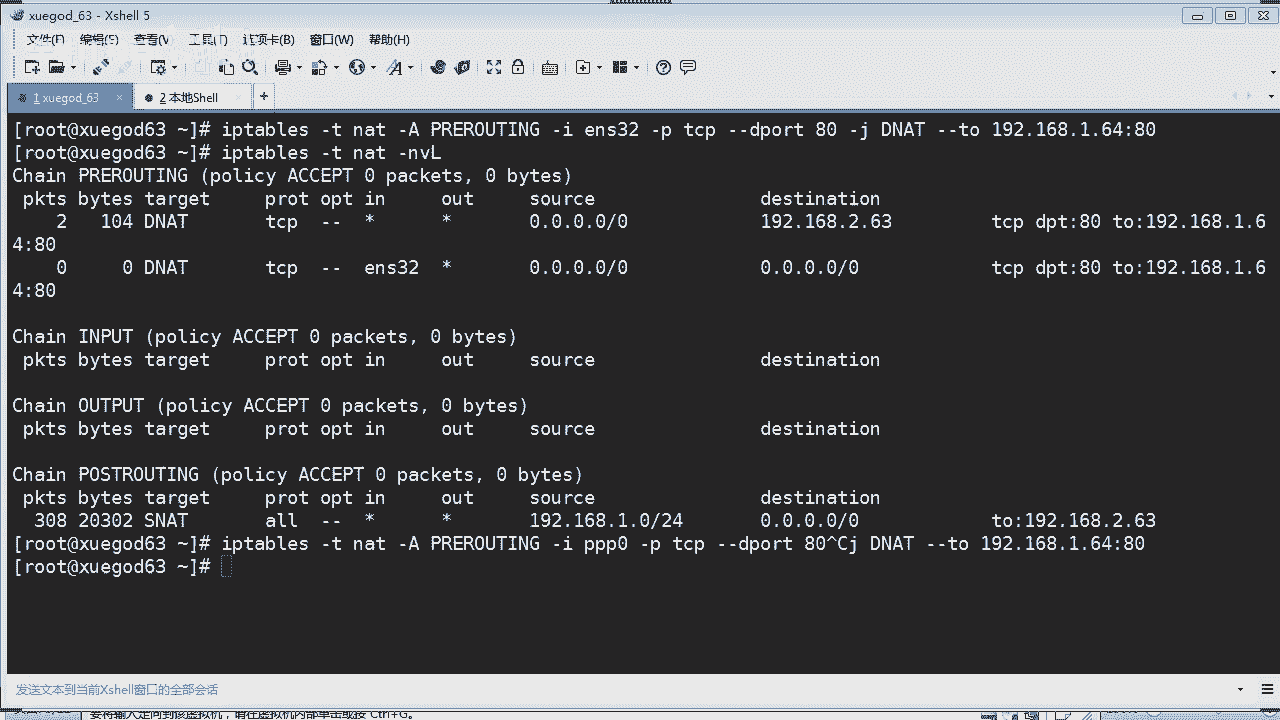 xuegod_63 - Xshell 5
文件(F) 编辑(E) 查看(V) 工具(T) 选项卡(B) 窗口(W) 帮助(H)
1 xuegod_63 × 2 本地Shell +
[root@xuegod63 ~]# iptables -t nat -A PREROUTING -i ens32 -p tcp --dport 80 -j DNAT --to 192.168.1.64:80
[root@xuegod63 ~]# iptables -t nat -nvL
Chain PREROUTING (policy ACCEPT 0 packets, 0 bytes)
pkts bytes target prot opt in out source destination
2 104 DNAT tcp -- * * 0.0.0.0/0 192.168.2.63 tcp dpt:80 to:192.168.1.6
4:80
0 0 DNAT tcp -- ens32 * 0.0.0.0/0 0.0.0.0/0 tcp dpt:80 to:192.168.1.6
4:80
Chain INPUT (policy ACCEPT 0 packets, 0 bytes)
pkts bytes target prot opt in out source destination
Chain OUTPUT (policy ACCEPT 0 packets, 0 bytes)
pkts bytes target prot opt in out source destination
Chain POSTROUTING (policy ACCEPT 0 packets, 0 bytes)
pkts bytes target prot opt in out source destination
308 20302 SNAT all -- * * 192.168.1.0/24 0.0.0.0/0 to:192.168.2.63
[root@xuegod63 ~]# iptables -t nat -A PREROUTING -i ppp0 -p tcp --dport 80^Cj DNAT --to 192.168.1.64:80
[root@xuegod63 ~]#
发送文本到当前Xshell窗口的全部会话
要将输入定向到该虚拟机，请在虚拟机内部单击或按 Ctrl+G。